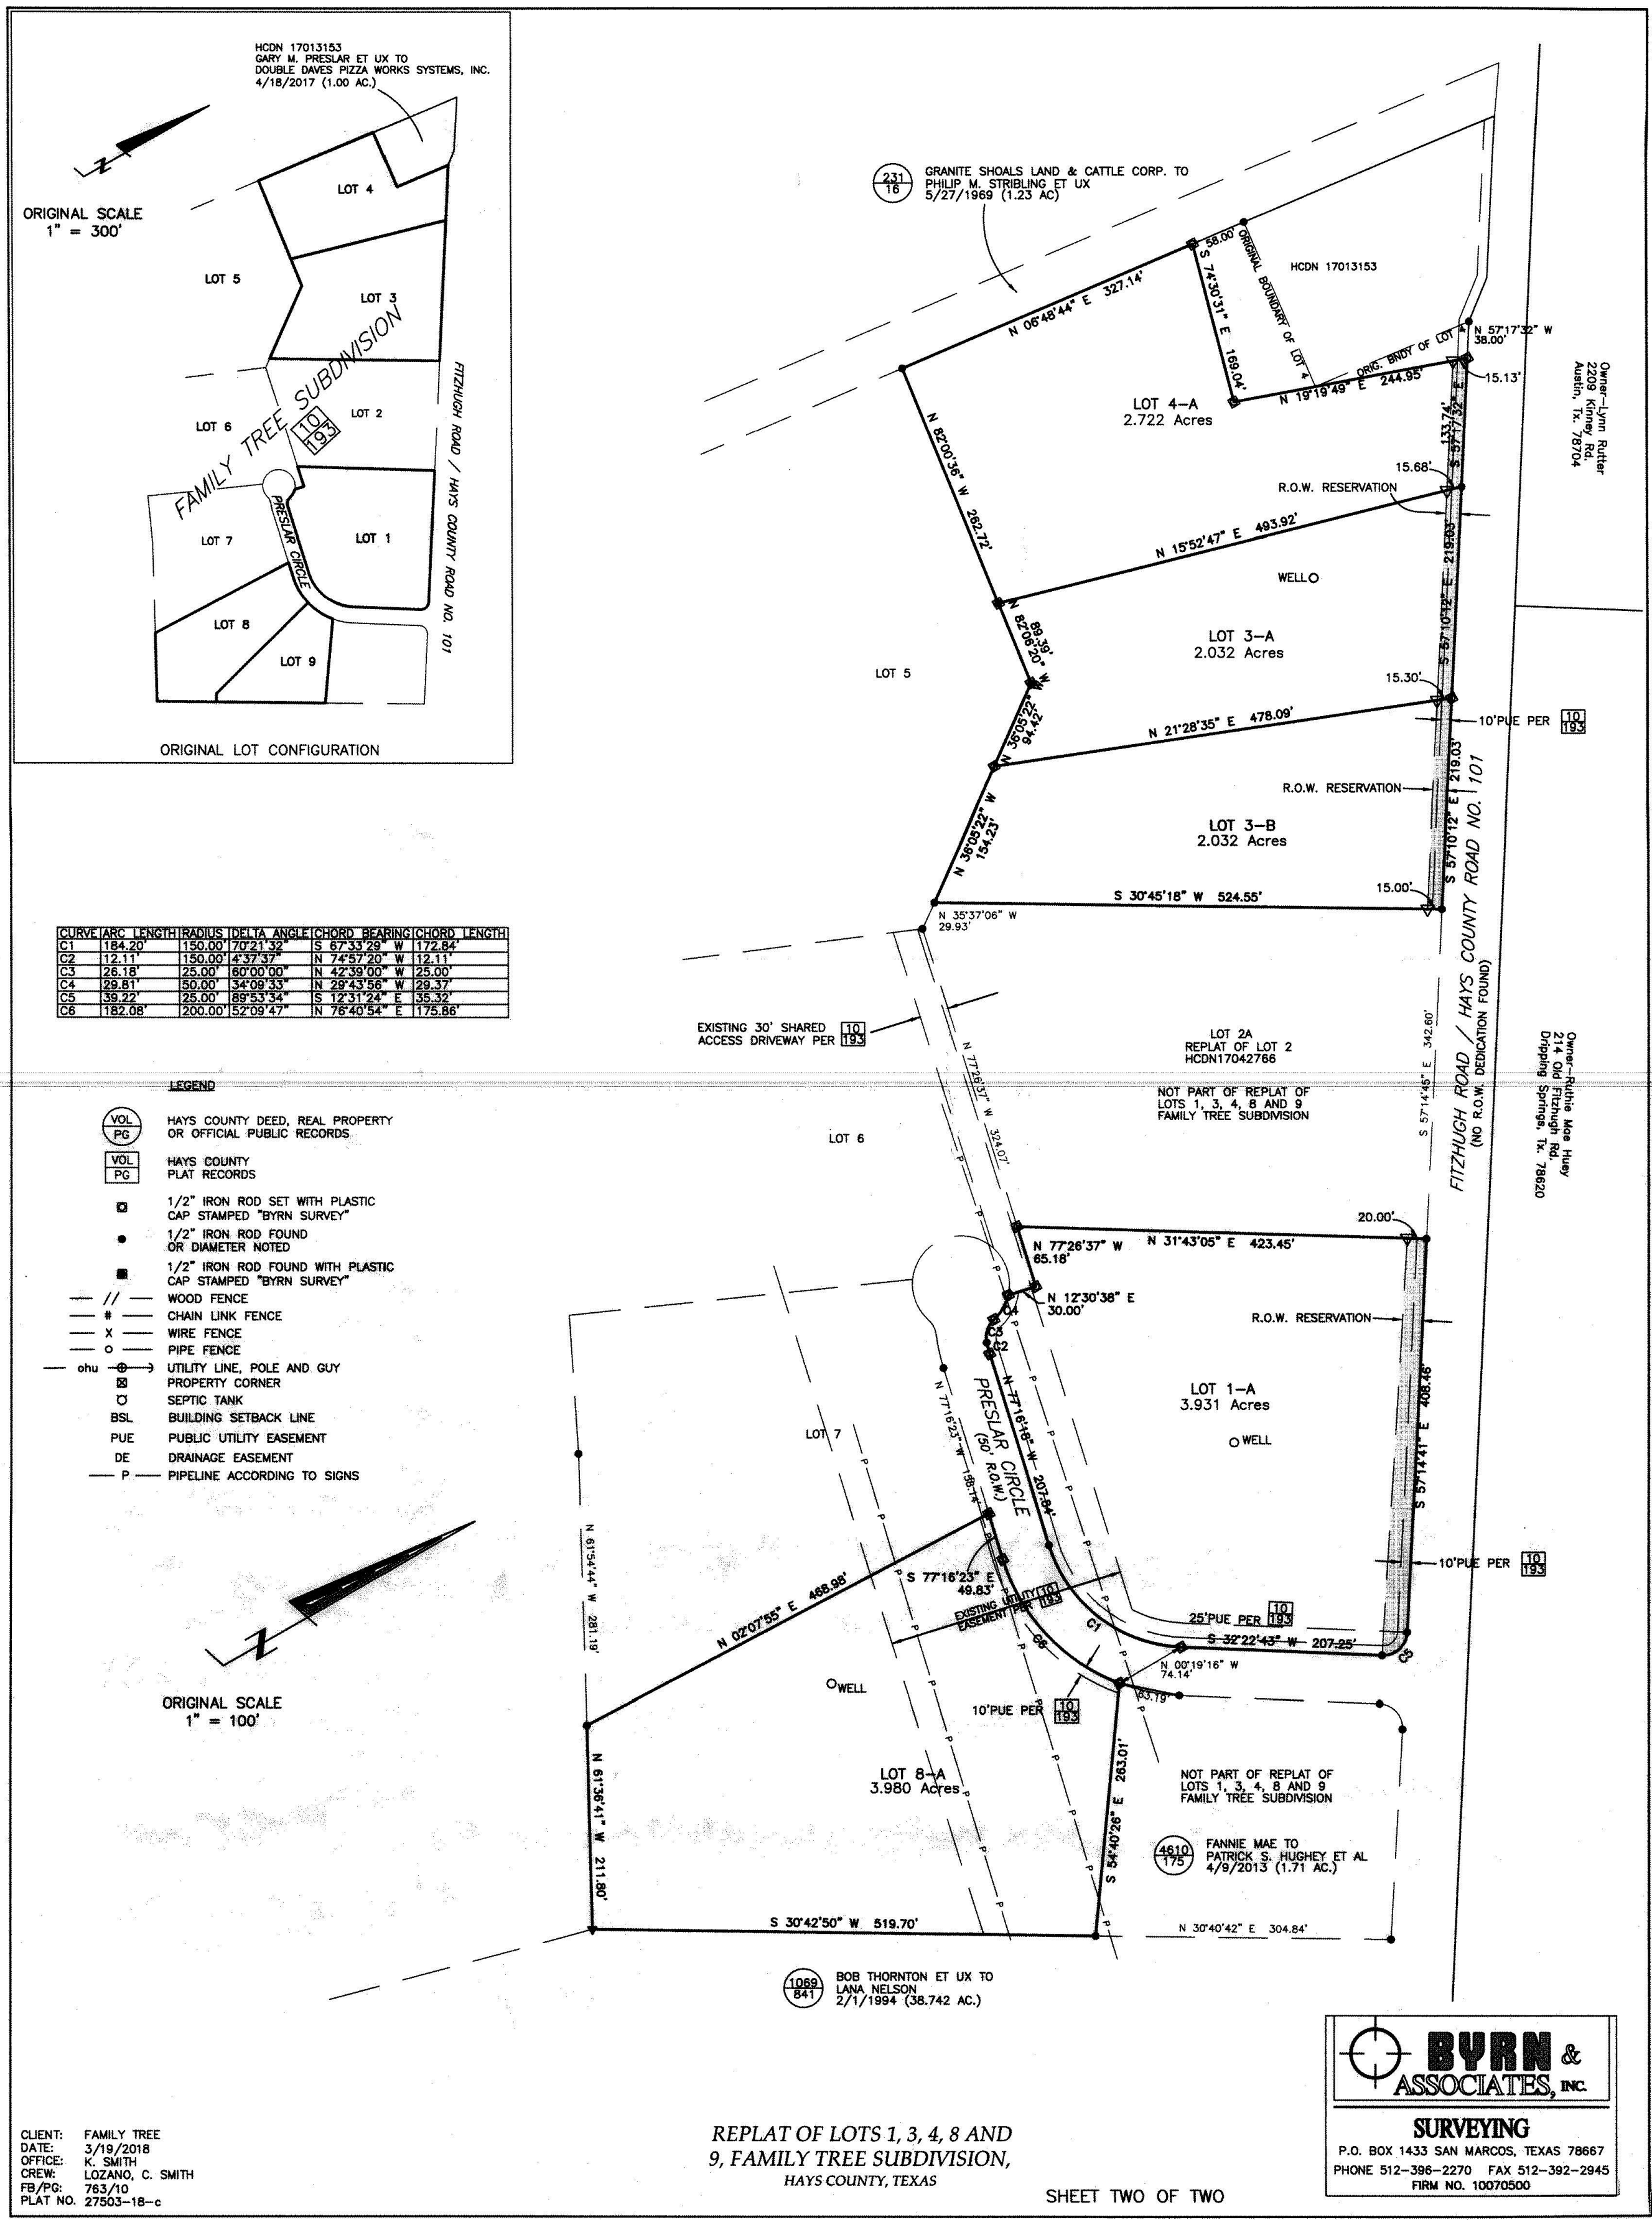 HCDN 17013153
GARY M. PRESLAR ET UX TO
DOUBLE DAVES PIZZA WORKS SYSTEMS, INC.
4/18/2017 (1.00 AC.)
N
ORIGINAL SCALE
1" = 300'
LOT 4
LOT 5
LOT 3
FAMILY TREE SUBDIVISION
10
193
LOT 6
LOT 2
LOT 7
LOT 1
PRESLAR CIRCLE
LOT 8
LOT 9
FITZHUGH ROAD / HAYS COUNTY ROAD NO. 101
ORIGINAL LOT CONFIGURATION
231
16
GRANITE SHOALS LAND & CATTLE CORP. TO
PHILIP M. STRIBLING ET UX
5/27/1969 (1.23 AC)
N 06°48'44" E 327.14'
58.00'
S 74°30'31" E 169.04'
ORIGINAL BOUNDARY OF LOT 4
HCDN 17013153
ORIG. BNDY OF LOT 4
N 57°17'32" W
38.00'
15.13'
N 19°19'49" E 244.95'
LOT 4-A
2.722 Acres
133.74'
S 57°17'32" E
15.68'
R.O.W. RESERVATION
N 82°00'36" W 262.72'
N 15°52'47" E 493.92'
WELL
S 57°10'12" E 219.03'
89.39'
N 82°06'20" W
LOT 3-A
2.032 Acres
LOT 5
15.30'
N 36°05'22" W
94.42'
N 21°28'35" E 478.09'
10'PUE PER
10
193
R.O.W. RESERVATION
S 57°10'12" E 219.03'
LOT 3-B
2.032 Acres
N 36°05'22" W
154.23'
15.00'
S 30°45'18" W 524.55'
N 35°37'06" W
29.93'
Owner-Lynn Rutter
2209 Kinney Rd.
Austin, Tx. 78704
FITZHUGH ROAD / HAYS COUNTY ROAD NO. 101
(NO R.O.W. DEDICATION FOUND)
Owner-Ruthie Mae Huey
214 Old Fitzhugh Rd.
Dripping Springs, Tx. 78620
CURVE ARC LENGTH RADIUS DELTA ANGLE CHORD BEARING CHORD LENGTH
C1 184.20' 150.00' 70°21'32" S 67°33'29" W 172.84'
C2 12.11' 150.00' 4°37'37" N 74°57'20" W 12.11'
C3 26.18' 25.00' 60°00'00" N 42°39'00" W 25.00'
C4 29.81' 50.00' 34°09'33" N 29°43'56" W 29.37'
C5 39.22' 25.00' 89°53'34" S 12°31'24" E 35.32'
C6 182.08' 200.00' 52°09'47" N 76°40'54" E 175.86'
EXISTING 30' SHARED
ACCESS DRIVEWAY PER
10
193
N 77°26'37" W 324.07'
LOT 2A
REPLAT OF LOT 2
HCDN17042766
NOT PART OF REPLAT OF
LOTS 1, 3, 4, 8 AND 9
FAMILY TREE SUBDIVISION
S 57°14'45" E 342.60'
LOT 6
LEGEND
VOL
PG
HAYS COUNTY DEED, REAL PROPERTY
OR OFFICIAL PUBLIC RECORDS
VOL
PG
HAYS COUNTY
PLAT RECORDS
1/2" IRON ROD SET WITH PLASTIC
CAP STAMPED "BYRN SURVEY"
1/2" IRON ROD FOUND
OR DIAMETER NOTED
1/2" IRON ROD FOUND WITH PLASTIC
CAP STAMPED "BYRN SURVEY"
// WOOD FENCE
# CHAIN LINK FENCE
X WIRE FENCE
O PIPE FENCE
ohu UTILITY LINE, POLE AND GUY
PROPERTY CORNER
SEPTIC TANK
BSL BUILDING SETBACK LINE
PUE PUBLIC UTILITY EASEMENT
DE DRAINAGE EASEMENT
P PIPELINE ACCORDING TO SIGNS
N
ORIGINAL SCALE
1" = 100'
20.00'
N 77°26'37" W
65.18'
N 31°43'05" E 423.45'
N 12°30'38" E
30.00'
C4
C3
C2
R.O.W. RESERVATION
LOT 1-A
3.931 Acres
WELL
S 57°14'41" E 408.46'
N 77°16'18" W 207.84'
PRESLAR CIRCLE
(50' R.O.W.)
N 77°16'23" W 158.14'
LOT 7
N 61°54'44" W 281.19'
10'PUE PER
10
193
S 77°16'23" E
49.83'
EXISTING UTILITY
EASEMENT PER
10
193
N 02°07'55" E 468.98'
25'PUE PER
10
193
C1
S 32°22'43" W 207.25'
C5
C6
N 00°19'16" W
74.14'
63.19'
WELL
10'PUE PER
10
193
LOT 8-A
3.980 Acres
N 61°36'41" W 211.80'
S 54°40'26" E 263.01'
NOT PART OF REPLAT OF
LOTS 1, 3, 4, 8 AND 9
FAMILY TREE SUBDIVISION
4610
175
FANNIE MAE TO
PATRICK S. HUGHEY ET AL
4/9/2013 (1.71 AC.)
S 30°42'50" W 519.70'
N 30°40'42" E 304.84'
1069
841
BOB THORNTON ET UX TO
LANA NELSON
2/1/1994 (38.742 AC.)
BYRN &
ASSOCIATES, INC.
SURVEYING
P.O. BOX 1433 SAN MARCOS, TEXAS 78667
PHONE 512-396-2270 FAX 512-392-2945
FIRM NO. 10070500
CLIENT: FAMILY TREE
DATE: 3/19/2018
OFFICE: K. SMITH
CREW: LOZANO, C. SMITH
FB/PG: 763/10
PLAT NO. 27503-18-c
REPLAT OF LOTS 1, 3, 4, 8 AND
9, FAMILY TREE SUBDIVISION,
HAYS COUNTY, TEXAS
SHEET TWO OF TWO